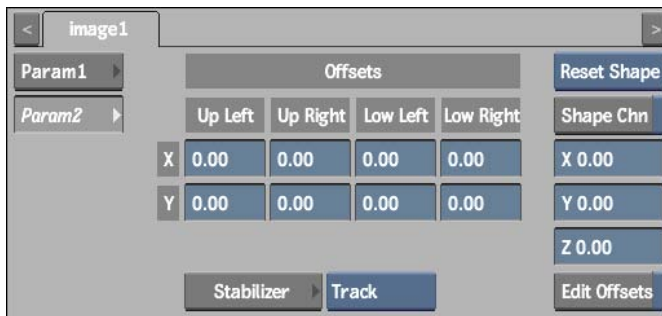 < image1 >
Param1 Offsets Reset Shape
Param2 Up Left Up Right Low Left Low Right Shape Chn
X 0.00 0.00 0.00 0.00 X 0.00
Y 0.00 0.00 0.00 0.00 Y 0.00
Z 0.00
Stabilizer Track Edit Offsets